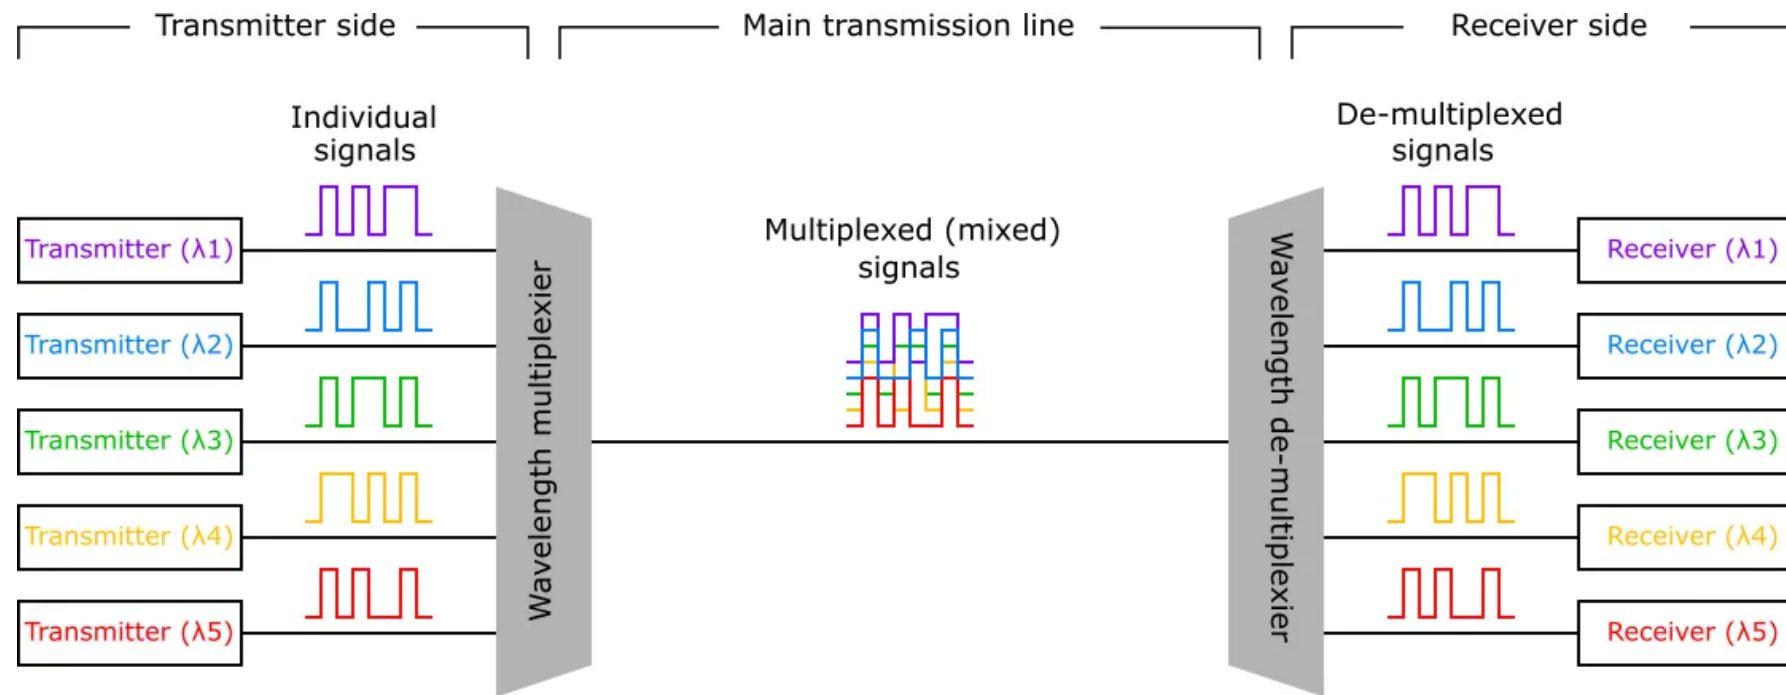 Transmitter side
Main transmission line
Receiver side
Individual
signals
De-multiplexed
signals
Multiplexed (mixed)
signals
Transmitter (λ1)
Transmitter (λ2)
Transmitter (λ3)
Transmitter (λ4)
Transmitter (λ5)
Wavelength multiplexier
Wavelength de-multiplexier
Receiver (λ1)
Receiver (λ2)
Receiver (λ3)
Receiver (λ4)
Receiver (λ5)